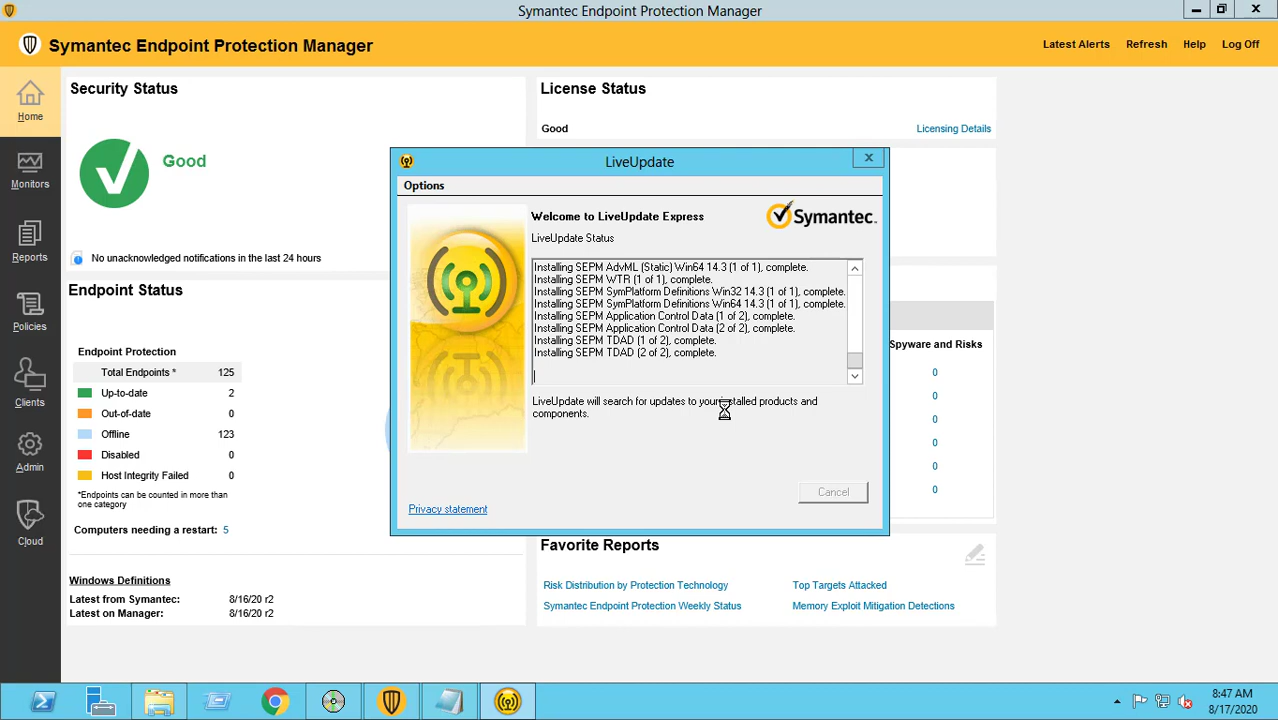 Symantec Endpoint Protection Manager
Symantec Endpoint Protection Manager
Latest Alerts
Refresh
Help
Log Off
Home
Monitors
Reports
Policies
Clients
Admin
Cloud
Security Status
Good
No unacknowledged notifications in the last 24 hours
License Status
Good
Licensing Details
Endpoint Status
Endpoint Protection
Total Endpoints * 125
Up-to-date 2
Out-of-date 0
Offline 123
Disabled 0
Host Integrity Failed 0
*Endpoints can be counted in more than
one category
Computers needing a restart: 5
Windows Definitions
Latest from Symantec: 8/16/20 r2
Latest on Manager: 8/16/20 r2
LiveUpdate
Options
Welcome to LiveUpdate Express
Symantec.
LiveUpdate Status
Installing SEPM AdvML (Static) Win64 14.3 (1 of 1), complete.
Installing SEPM WTR (1 of 1), complete.
Installing SEPM SymPlatform Definitions Win32 14.3 (1 of 1), complete.
Installing SEPM SymPlatform Definitions Win64 14.3 (1 of 1), complete.
Installing SEPM Application Control Data (1 of 2), complete.
Installing SEPM Application Control Data (2 of 2), complete.
Installing SEPM TDAD (1 of 2), complete.
Installing SEPM TDAD (2 of 2), complete.
LiveUpdate will search for updates to your installed products and
components.
Cancel
Privacy statement
Spyware and Risks
0
0
0
0
0
0
Favorite Reports
Risk Distribution by Protection Technology
Top Targets Attacked
Symantec Endpoint Protection Weekly Status
Memory Exploit Mitigation Detections
8:47 AM
8/17/2020